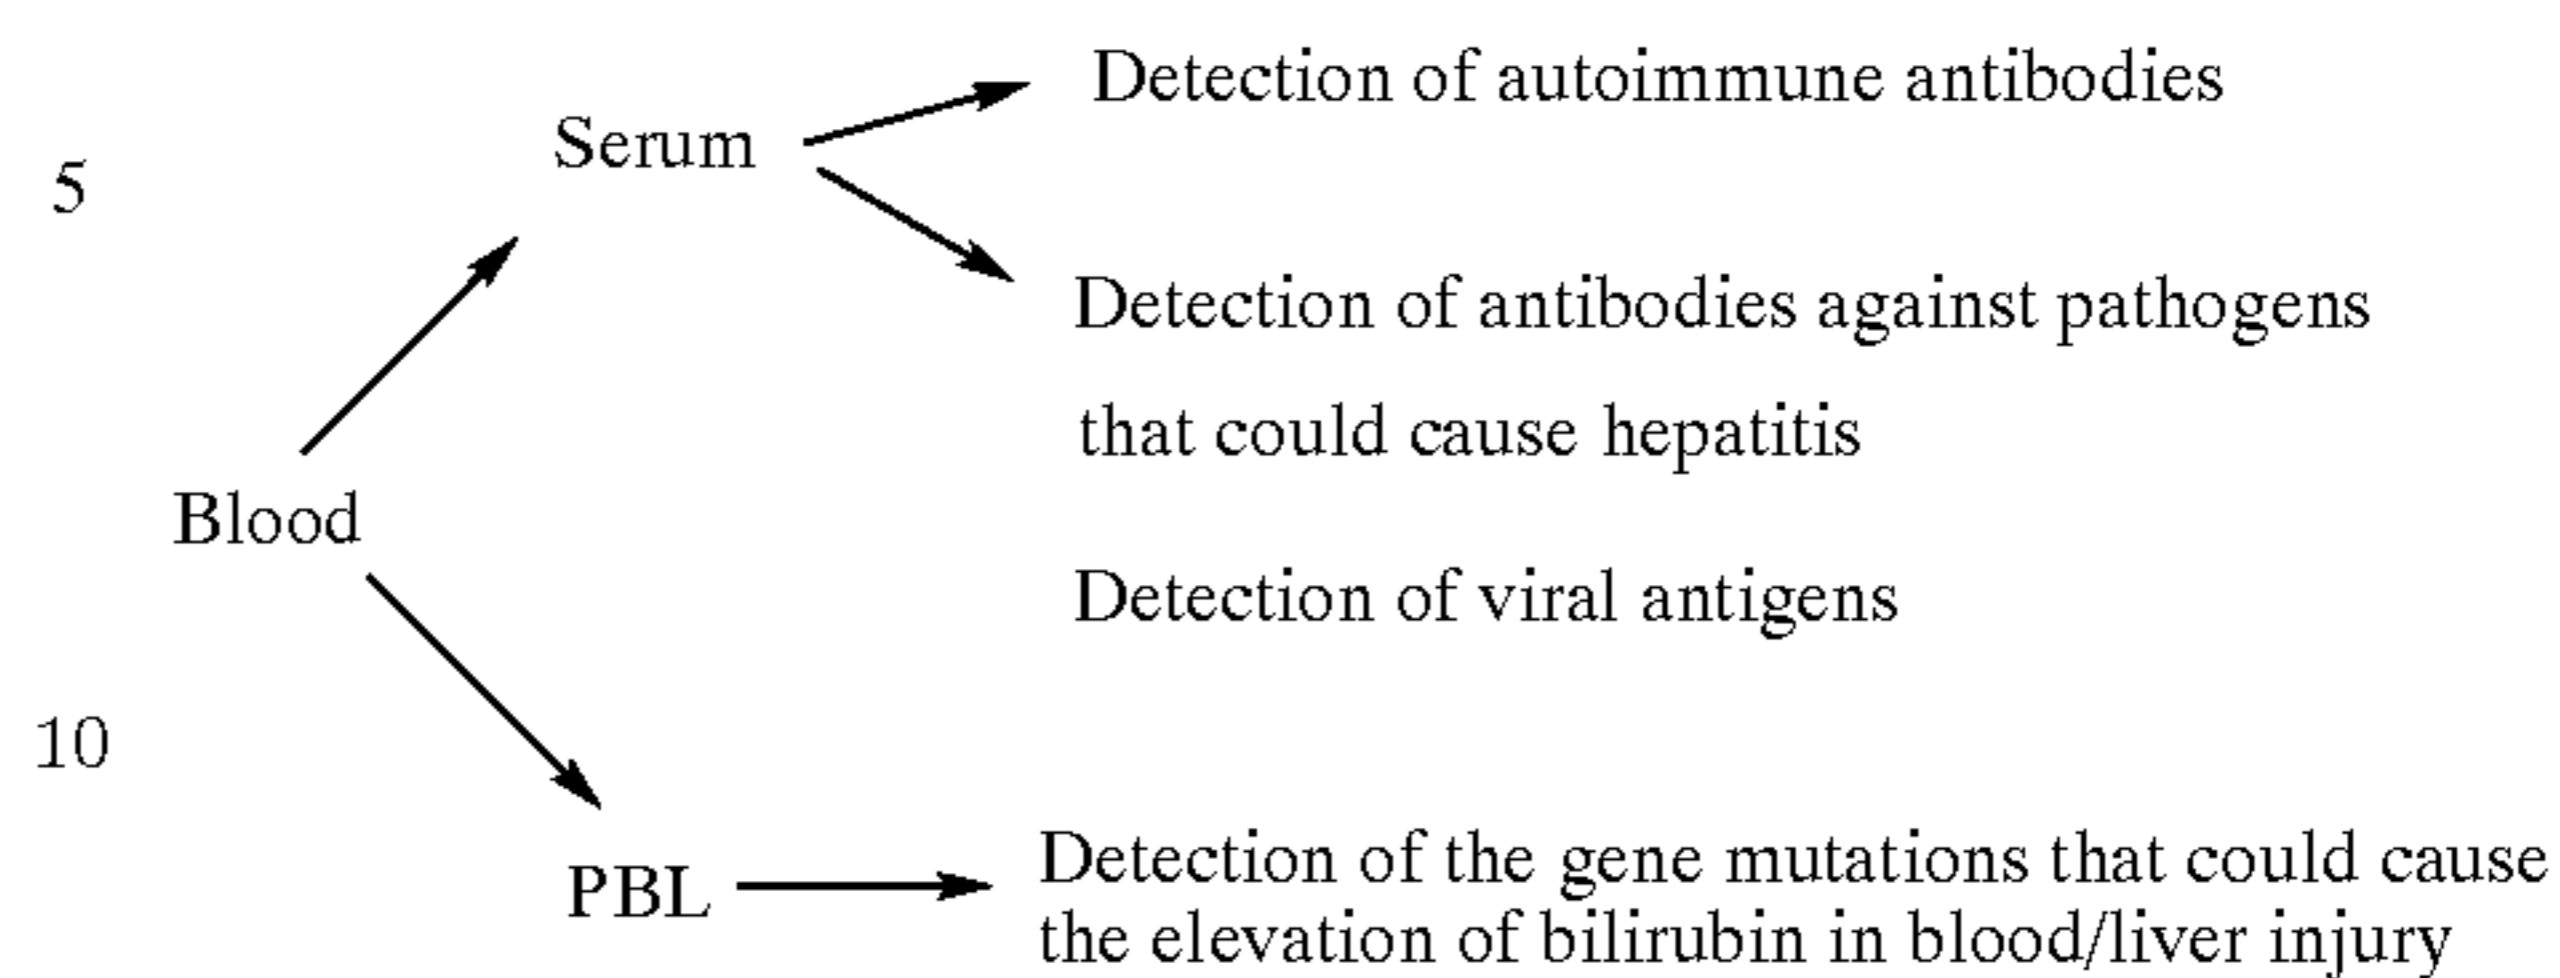 Detection of autoimmune antibodies
Serum
5
Detection of antibodies against pathogens
that could cause hepatitis
Blood
Detection of viral antigens
10
PBL
Detection of the gene mutations that could cause
the elevation of bilirubin in blood/liver injury